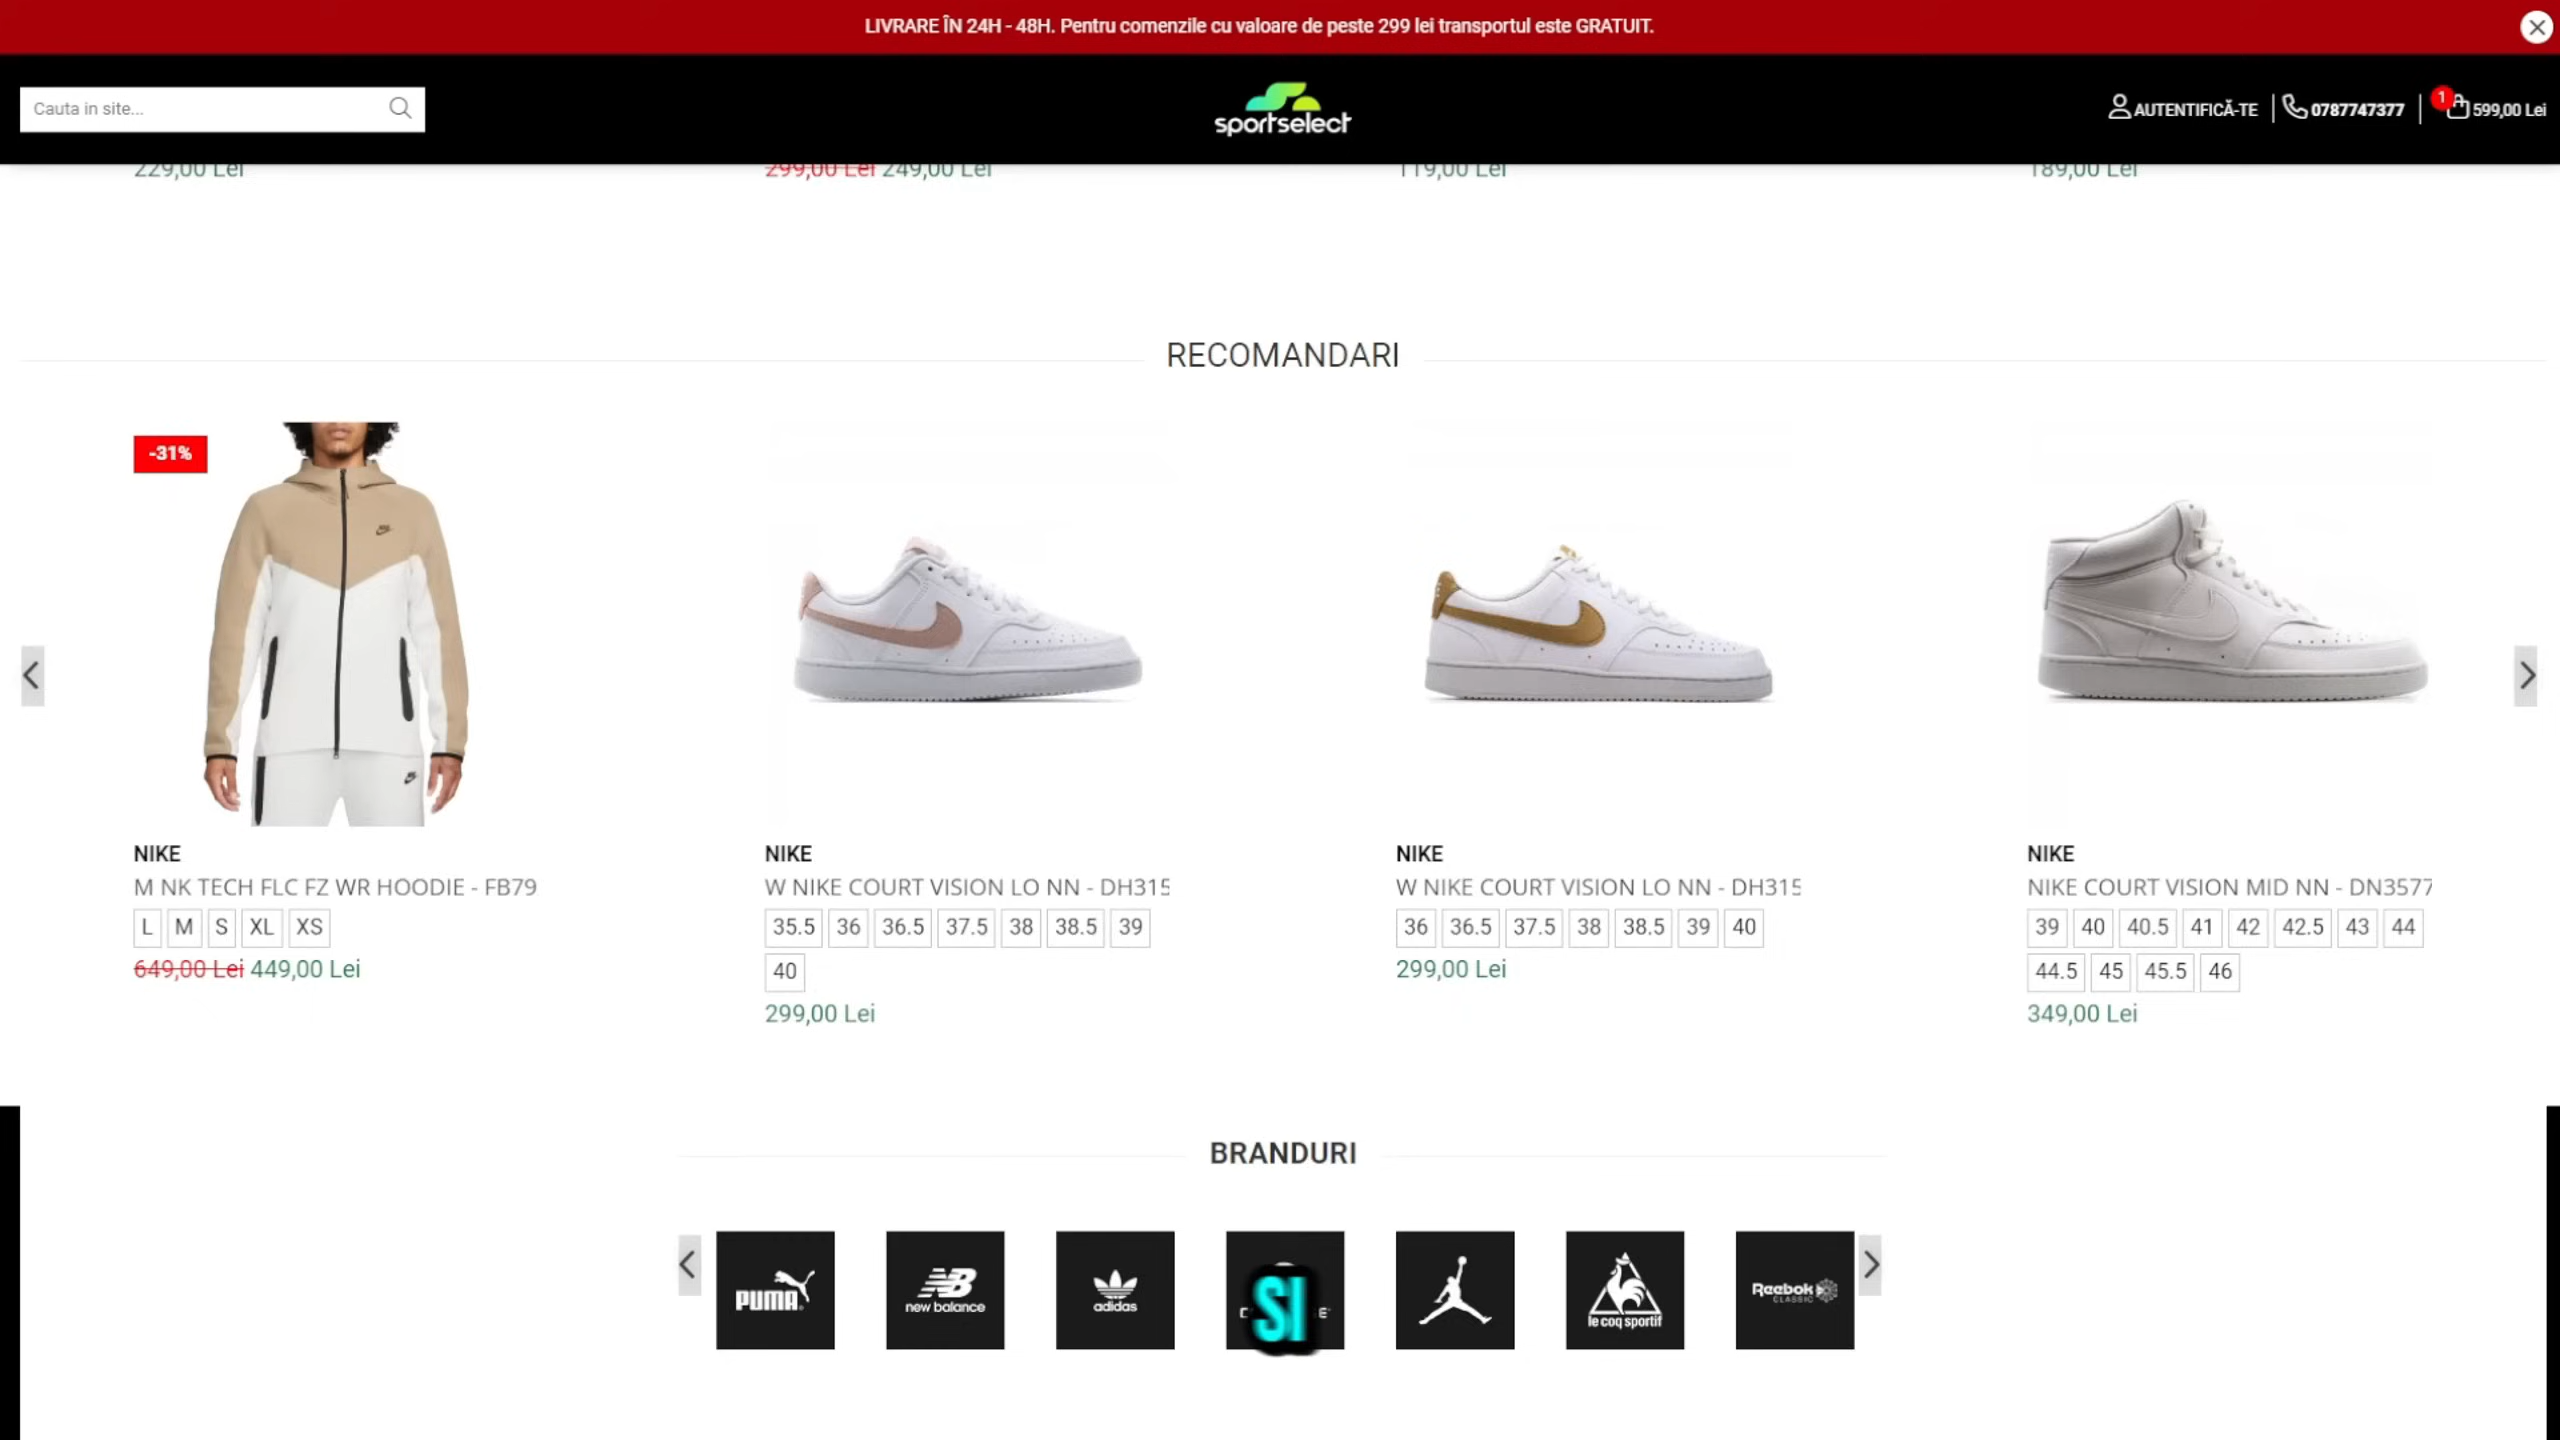 LIVRARE ÎN 24H - 48H. Pentru comenzile cu valoare de peste 299 lei transportul este GRATUIT.
Cauta in site...
sportselect
AUTENTIFICĂ-TE
0787747377
1
599,00 Lei
229,00 Lei
299,00 Lei 249,00 Lei
119,00 Lei
189,00 Lei
RECOMANDARI
-31%
NIKE
M NK TECH FLC FZ WR HOODIE - FB79
L M S XL XS
649,00 Lei 449,00 Lei
NIKE
W NIKE COURT VISION LO NN - DH315
35.5 36 36.5 37.5 38 38.5 39
40
299,00 Lei
NIKE
W NIKE COURT VISION LO NN - DH315
36 36.5 37.5 38 38.5 39 40
299,00 Lei
NIKE
NIKE COURT VISION MID NN - DN3577
39 40 40.5 41 42 42.5 43 44
44.5 45 45.5 46
349,00 Lei
BRANDURI
PUMA
new balance
adidas
SI
le coq sportif
Reebok
CLASSIC